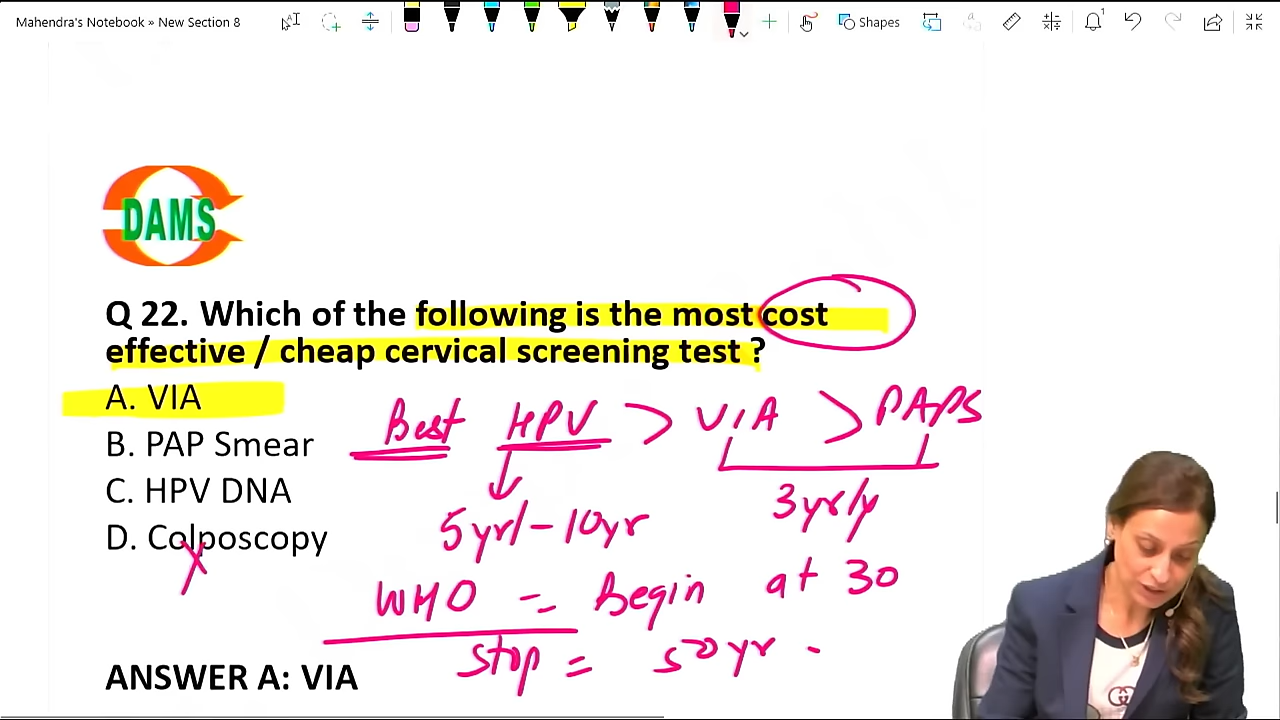 Mahendra's Notebook » New Section 8
Shapes
DAMS
Q 22. Which of the following is the most cost
effective / cheap cervical screening test ?
A. VIA
B. PAP Smear
C. HPV DNA
D. Colposcopy
Best HPV > VIA > PAPS
5yr/-10yr
3yr/y
WHO = Begin at 30
Stop = 50yr -
X
ANSWER A: VIA